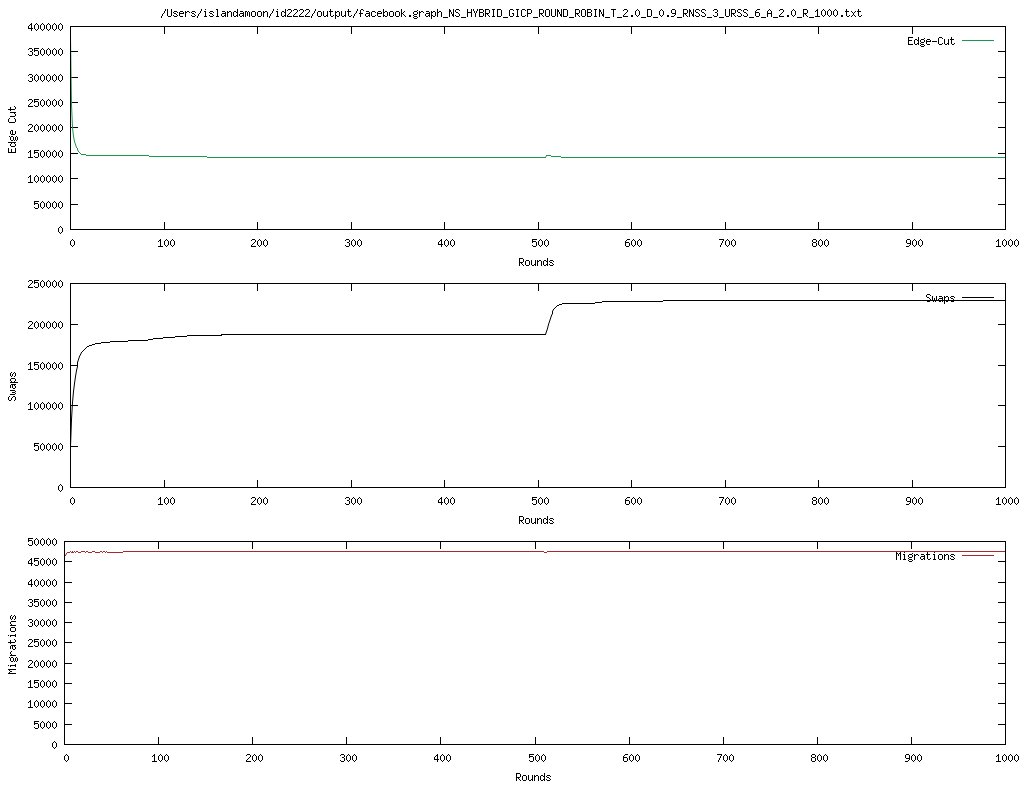 /Users/islandamoon/id2222/output/facebook.graph_NS_HYBRID_GICP_ROUND_ROBIN_T_2.0_D_0.9_RNSS_3_URSS_6_A_2.0_R_1000.txt
400000
350000
300000
250000
200000
150000
100000
50000
0
Edge Cut
Edge-Cut
0 100 200 300 400 500 600 700 800 900 1000
Rounds
250000
200000
150000
100000
50000
0
Swaps
Swaps
0 100 200 300 400 500 600 700 800 900 1000
Rounds
50000
45000
40000
35000
30000
25000
20000
15000
10000
5000
0
Migrations
Migrations
0 100 200 300 400 500 600 700 800 900 1000
Rounds